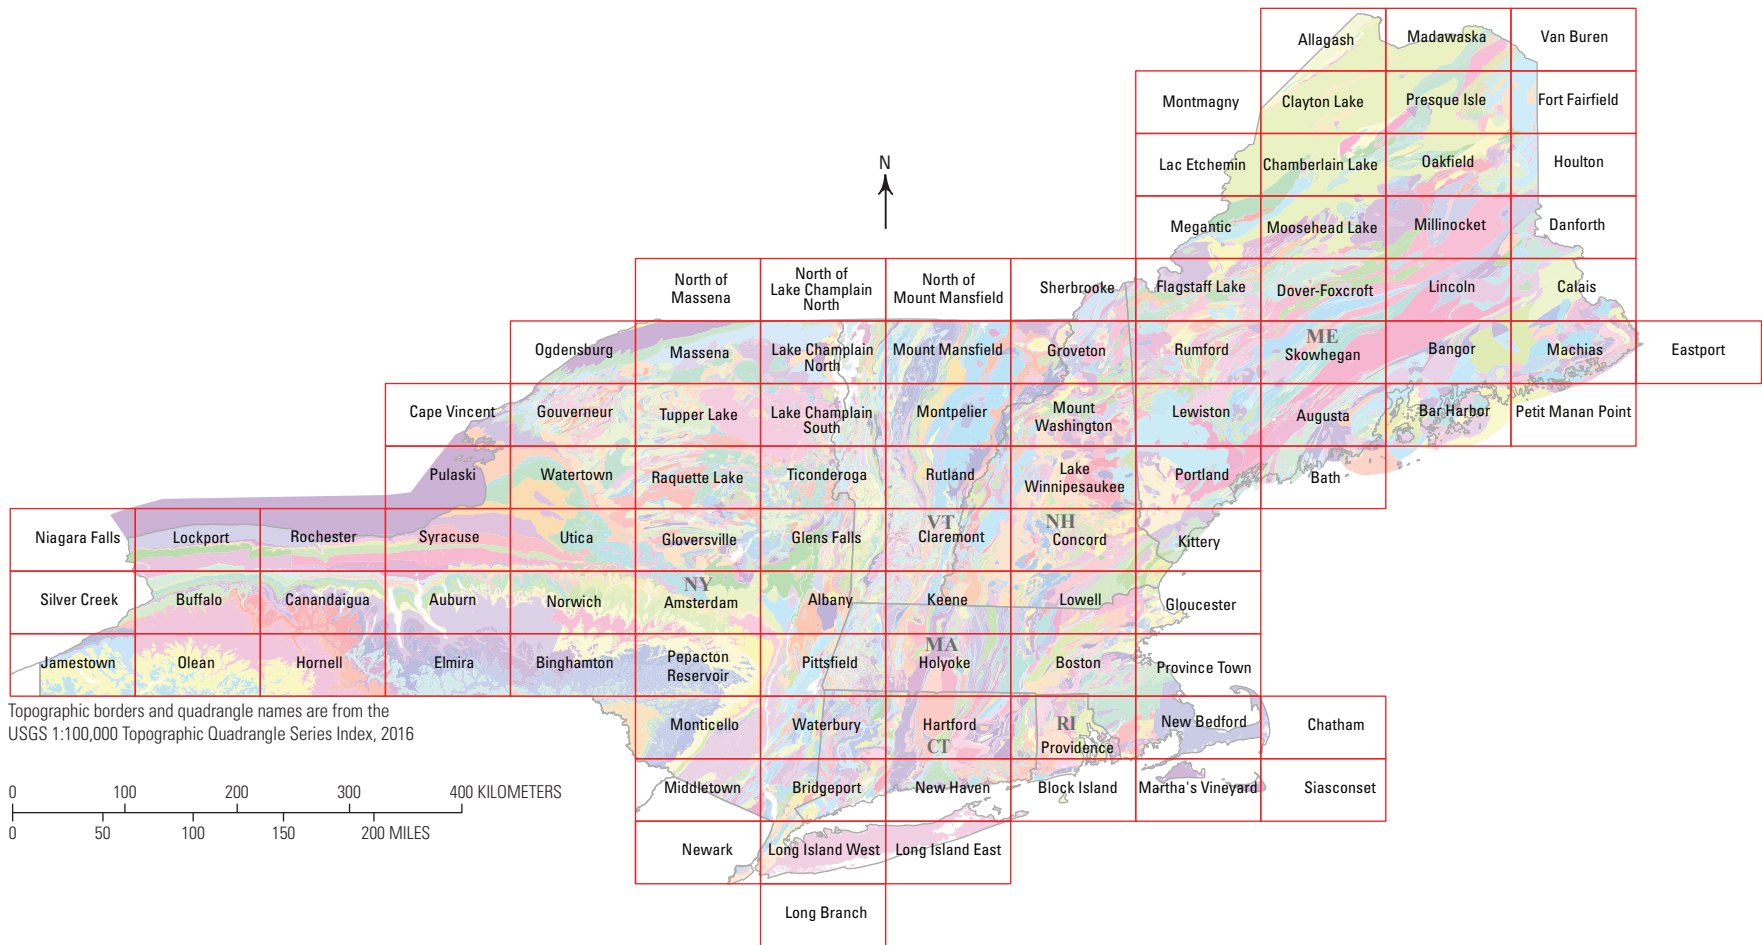 Allagash
Madawaska
Van Buren
Montmagny
Clayton Lake
Presque Isle
Fort Fairfield
N
Lac Etchemin
Chamberlain Lake
Oakfield
Houlton
Megantic
Moosehead Lake
Millinocket
Danforth
North of
Massena
North of
Lake Champlain
North
North of
Mount Mansfield
Sherbrooke
Flagstaff Lake
Dover-Foxcroft
Lincoln
Calais
Ogdensburg
Massena
Lake Champlain
North
Mount Mansfield
Groveton
Rumford
ME
Skowhegan
Bangor
Machias
Eastport
Cape Vincent
Gouverneur
Tupper Lake
Lake Champlain
South
Montpelier
Mount
Washington
Lewiston
Augusta
Bar Harbor
Petit Manan Point
Pulaski
Watertown
Raquette Lake
Ticonderoga
Rutland
Lake
Winnipesaukee
Portland
Bath
Niagara Falls
Lockport
Rochester
Syracuse
Utica
Gloversville
Glens Falls
VT
Claremont
NH
Concord
Kittery
Silver Creek
Buffalo
Canandaigua
Auburn
Norwich
NY
Amsterdam
Albany
Keene
Lowell
Gloucester
Jamestown
Olean
Hornell
Elmira
Binghamton
Pepacton
Reservoir
Pittsfield
MA
Holyoke
Boston
Province Town
Topographic borders and quadrangle names are from the
USGS 1:100,000 Topographic Quadrangle Series Index, 2016
Monticello
Waterbury
Hartford
CT
RI
Providence
New Bedford
Chatham
Middletown
Bridgeport
New Haven
Block Island
Martha's Vineyard
Siasconset
0 100 200 300 400 KILOMETERS
0 50 100 150 200 MILES
Newark
Long Island West
Long Island East
Long Branch